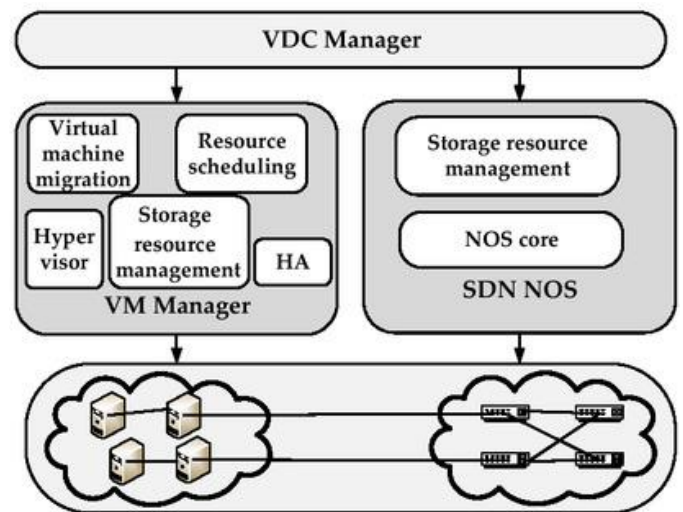 VDC Manager
Virtual
machine
migration
Resource
scheduling
Hyper
visor
Storage
resource
management
HA
VM Manager
Storage resource
management
NOS core
SDN NOS